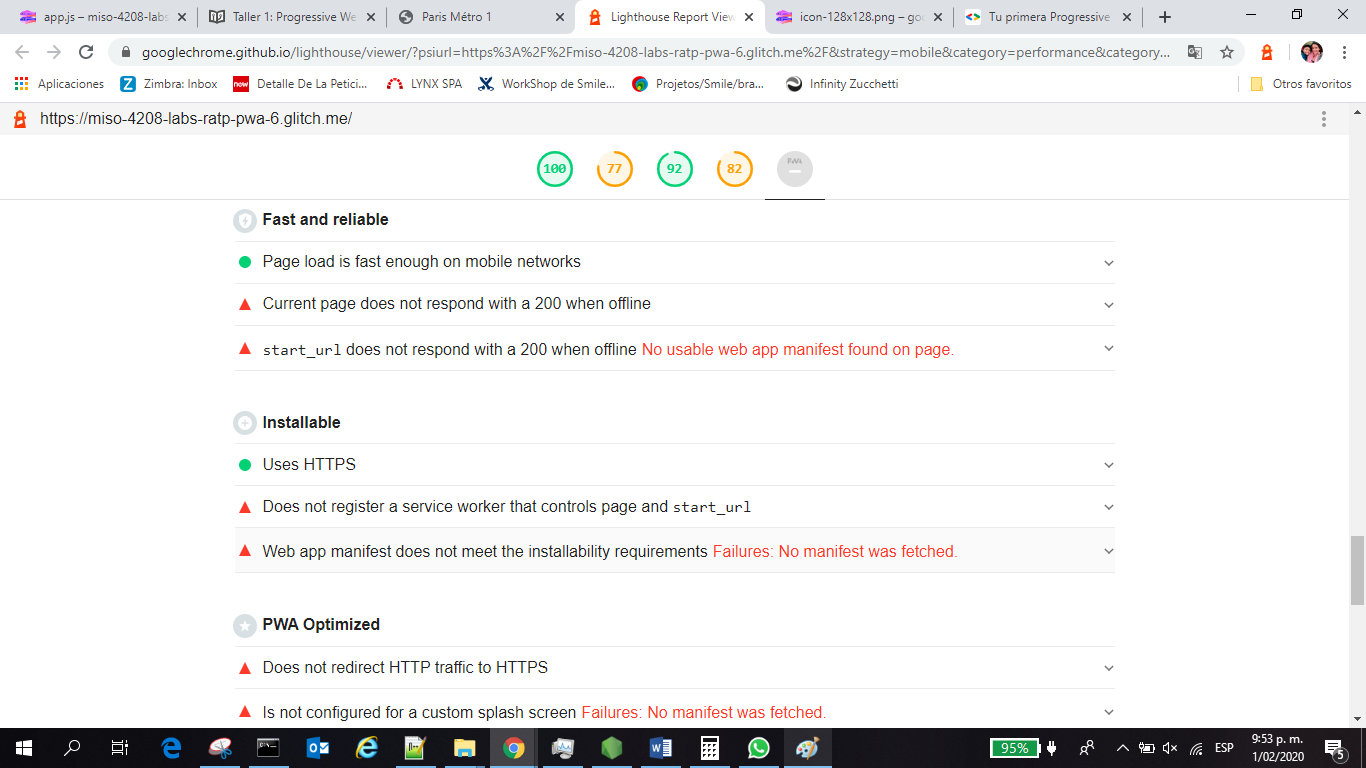 app.js – miso-4208-labs
Taller 1: Progressive We
Paris Métro 1
Lighthouse Report View
icon-128x128.png – go
Tu primera Progressive
googlechrome.github.io/lighthouse/viewer/?psiurl=https%3A%2F%2Fmiso-4208-labs-ratp-pwa-6.glitch.me%2F&strategy=mobile&category=performance&category...
Aplicaciones
Zimbra: Inbox
now
Detalle De La Petici...
LYNX SPA
WorkShop de Smile...
Projetos/Smile/bra...
Infinity Zucchetti
Otros favoritos
https://miso-4208-labs-ratp-pwa-6.glitch.me/
100
77
92
82
PWA
Fast and reliable
Page load is fast enough on mobile networks
Current page does not respond with a 200 when offline
start_url does not respond with a 200 when offline No usable web app manifest found on page.
Installable
Uses HTTPS
Does not register a service worker that controls page and start_url
Web app manifest does not meet the installability requirements Failures: No manifest was fetched.
PWA Optimized
Does not redirect HTTP traffic to HTTPS
Is not configured for a custom splash screen Failures: No manifest was fetched.
95%
ESP
9:53 p. m.
1/02/2020
5